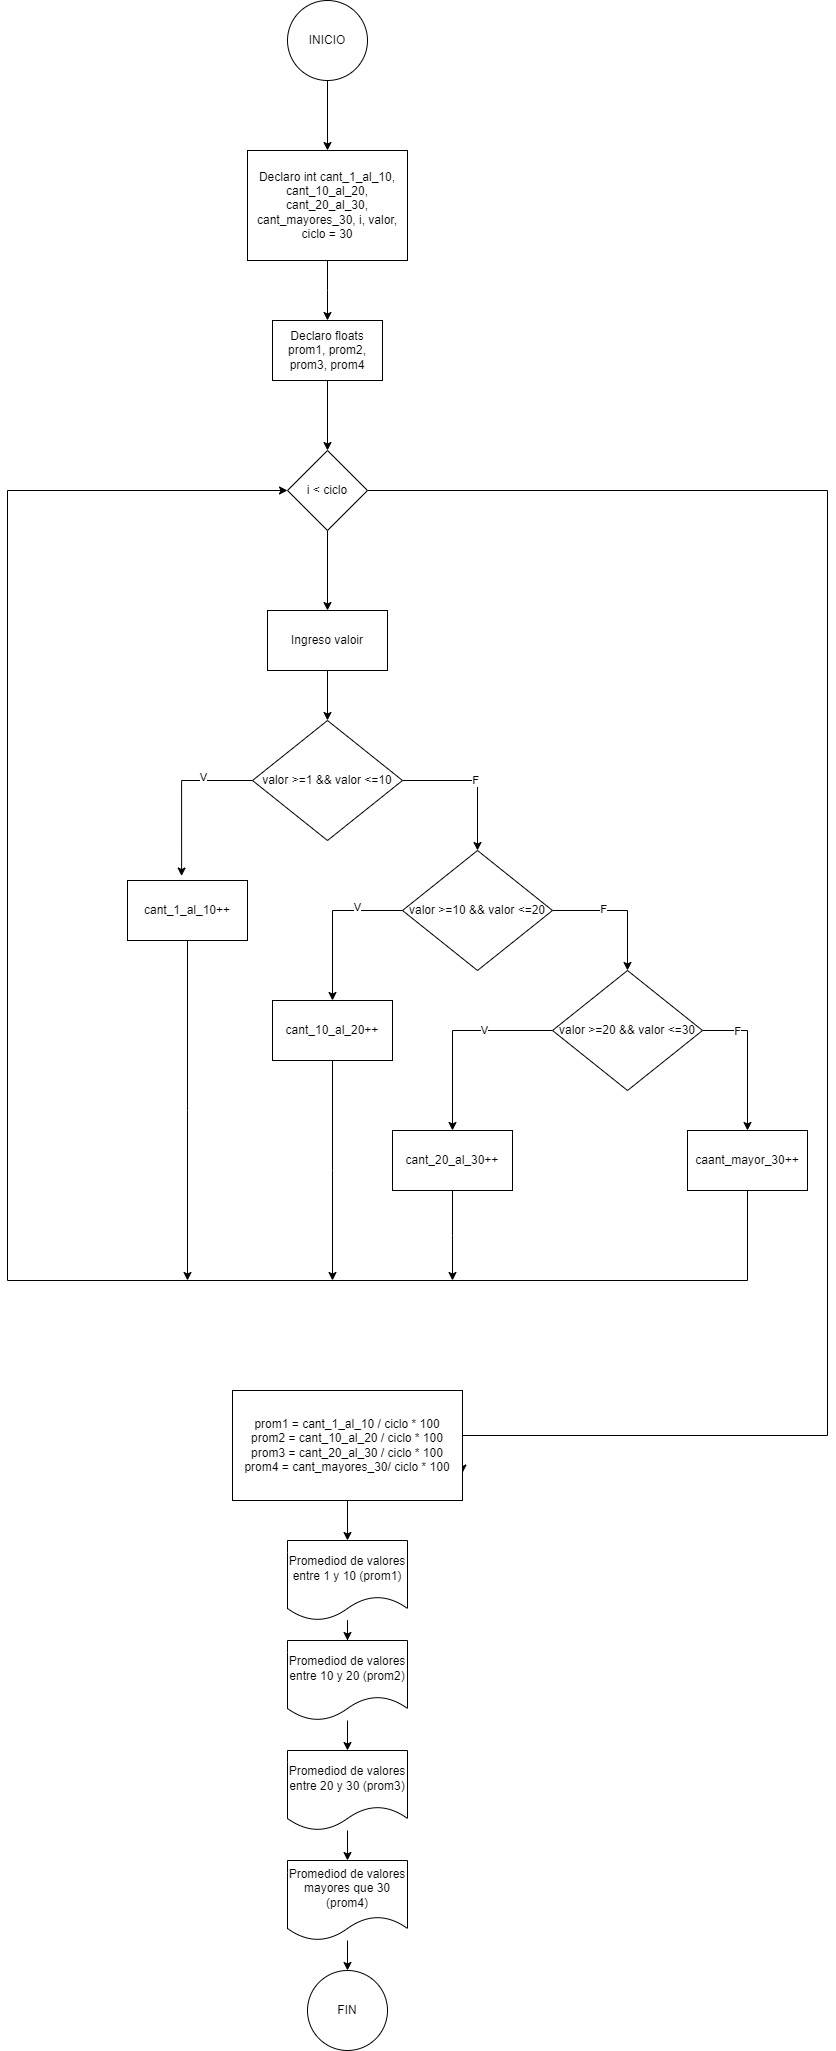 INICIO
Declaro int cant_1_al_10,
cant_10_al_20,
cant_20_al_30,
cant_mayores_30, i, valor,
ciclo = 30
Declaro floats
prom1, prom2,
prom3, prom4
i < ciclo
Ingreso valoir
valor >=1 && valor <=10
V
F
cant_1_al_10++
valor >=10 && valor <=20
V
F
cant_10_al_20++
valor >=20 && valor <=30
V
F
cant_20_al_30++
caant_mayor_30++
prom1 = cant_1_al_10 / ciclo * 100
prom2 = cant_10_al_20 / ciclo * 100
prom3 = cant_20_al_30 / ciclo * 100
prom4 = cant_mayores_30/ ciclo * 100
Promediod de valores
entre 1 y 10 (prom1)
Promediod de valores
entre 10 y 20 (prom2)
Promediod de valores
entre 20 y 30 (prom3)
Promediod de valores
mayores que 30
(prom4)
FIN